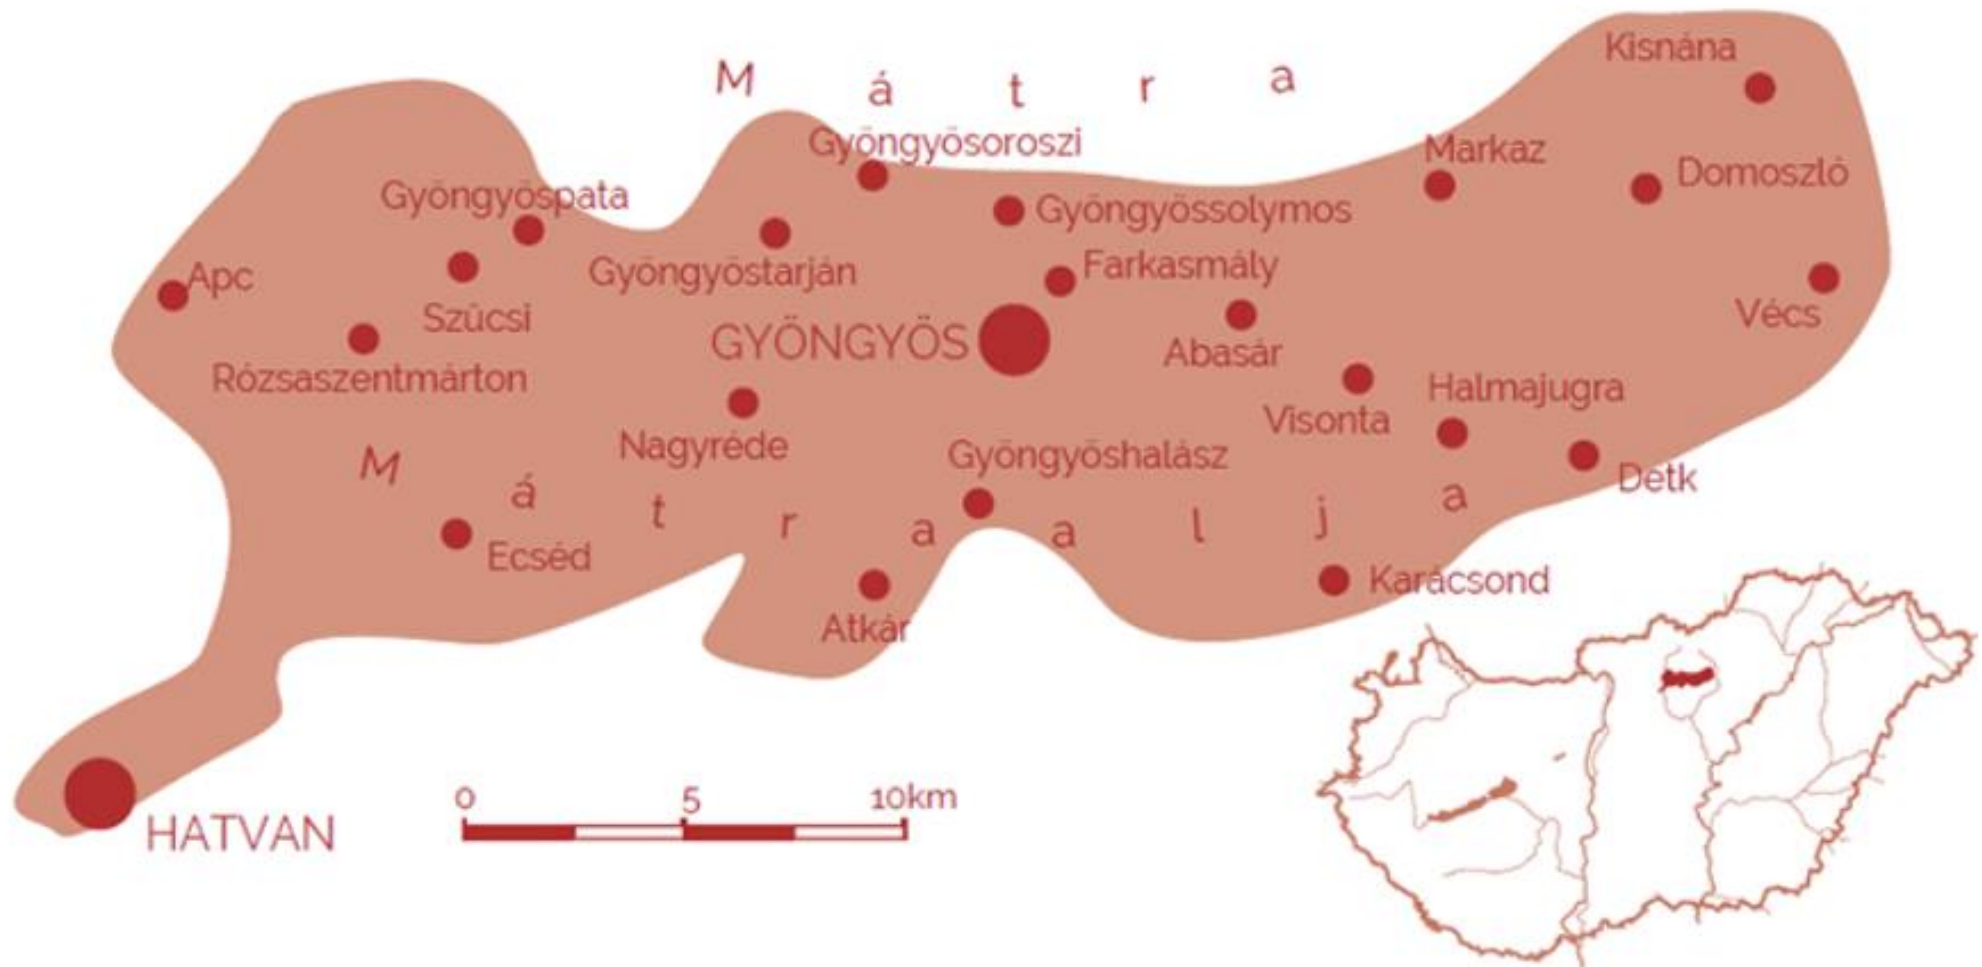 Kisnána
M á t r a
Gyöngyösoroszi
Markaz
Domoszló
Gyöngyöspata
Gyöngyössolymos
Gyöngyöstarján
Farkasmály
Apc
Szücsi
Vécs
GYÖNGYÖS
Abasár
Rózsaszentmárton
Halmajugra
Visonta
Nagyréde
Gyöngyöshalász
Detk
M á t r a a l j a
Ecséd
Karácsond
Atkár
0 5 10km
HATVAN